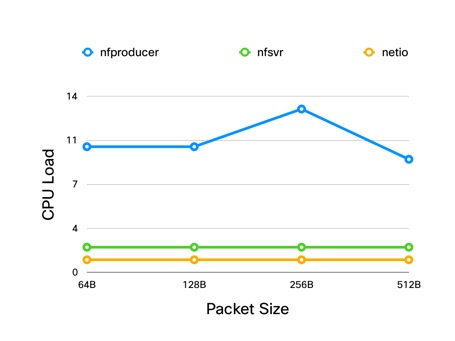 nfproducer nfsvr netio
14
11
7
4
0
CPU Load
64B 128B 256B 512B
Packet Size